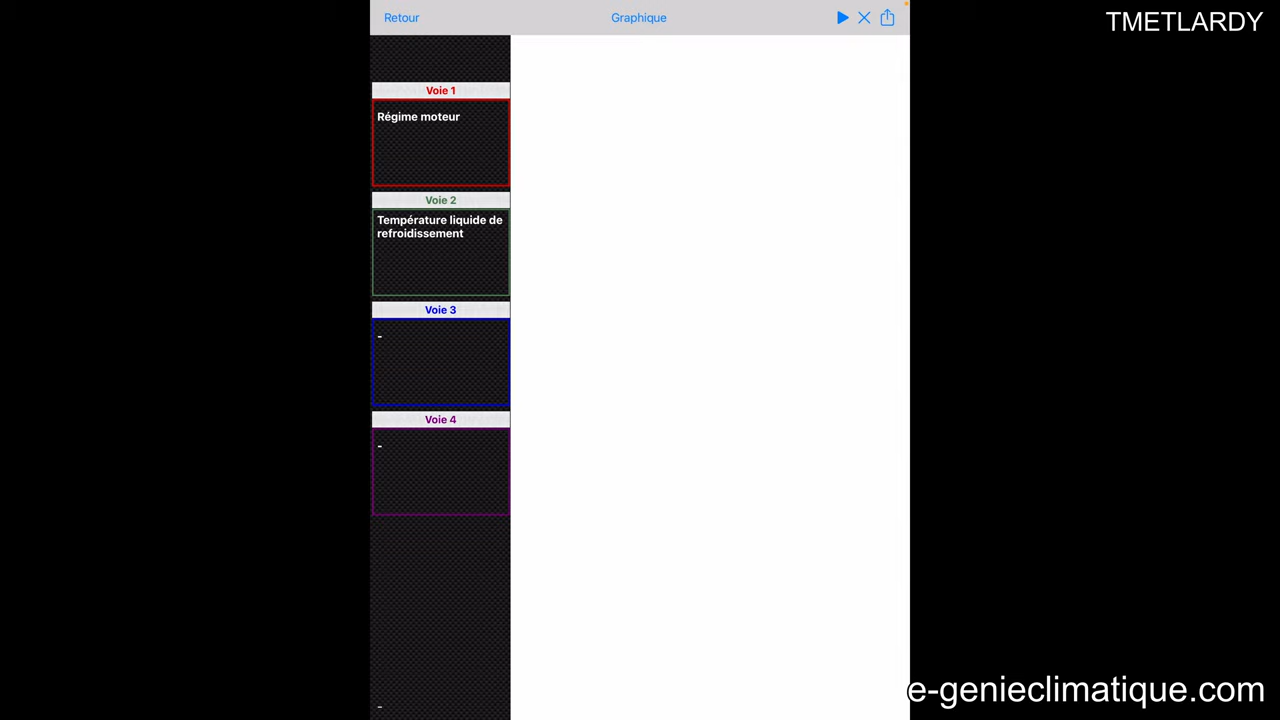 Retour
Graphique
TMETLARDY
Voie 1
Régime moteur
Voie 2
Température liquide de
refroidissement
Voie 3
-
Voie 4
-
-
e-genieclimatique.com